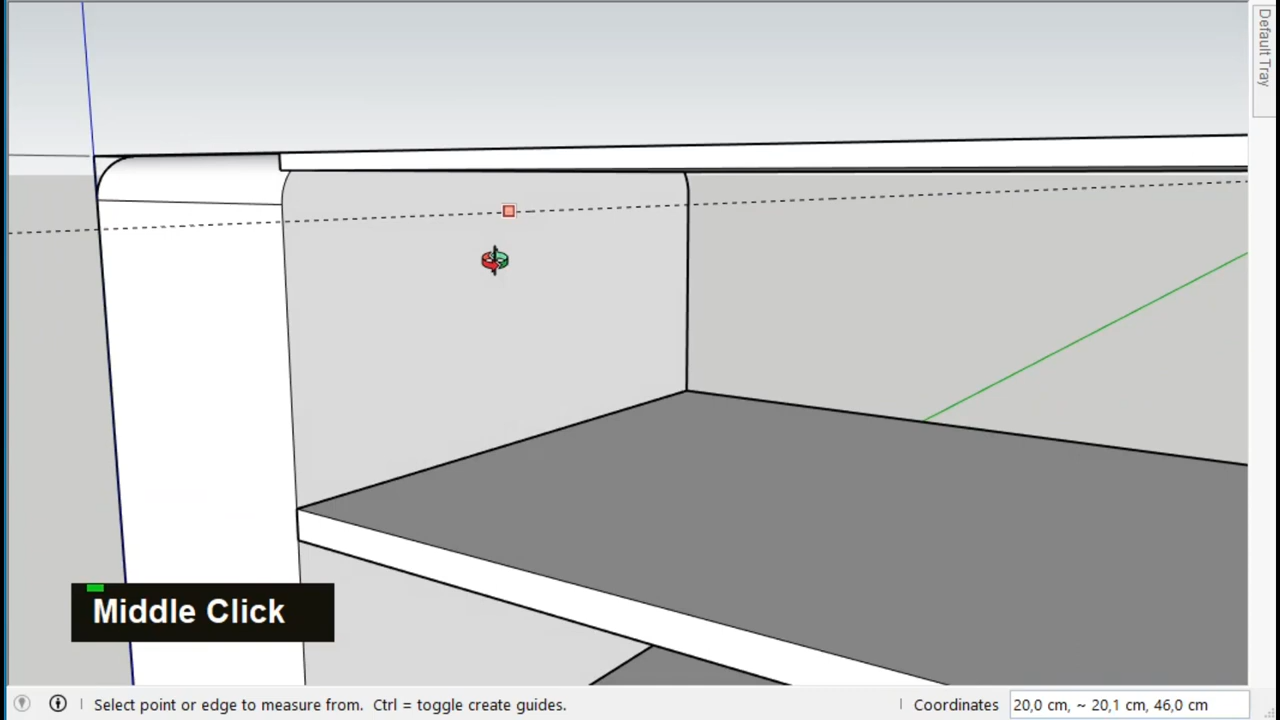 Default Tray
Middle Click
Select point or edge to measure from. Ctrl = toggle create guides.
Coordinates
20,0 cm, ~ 20,1 cm, 46,0 cm